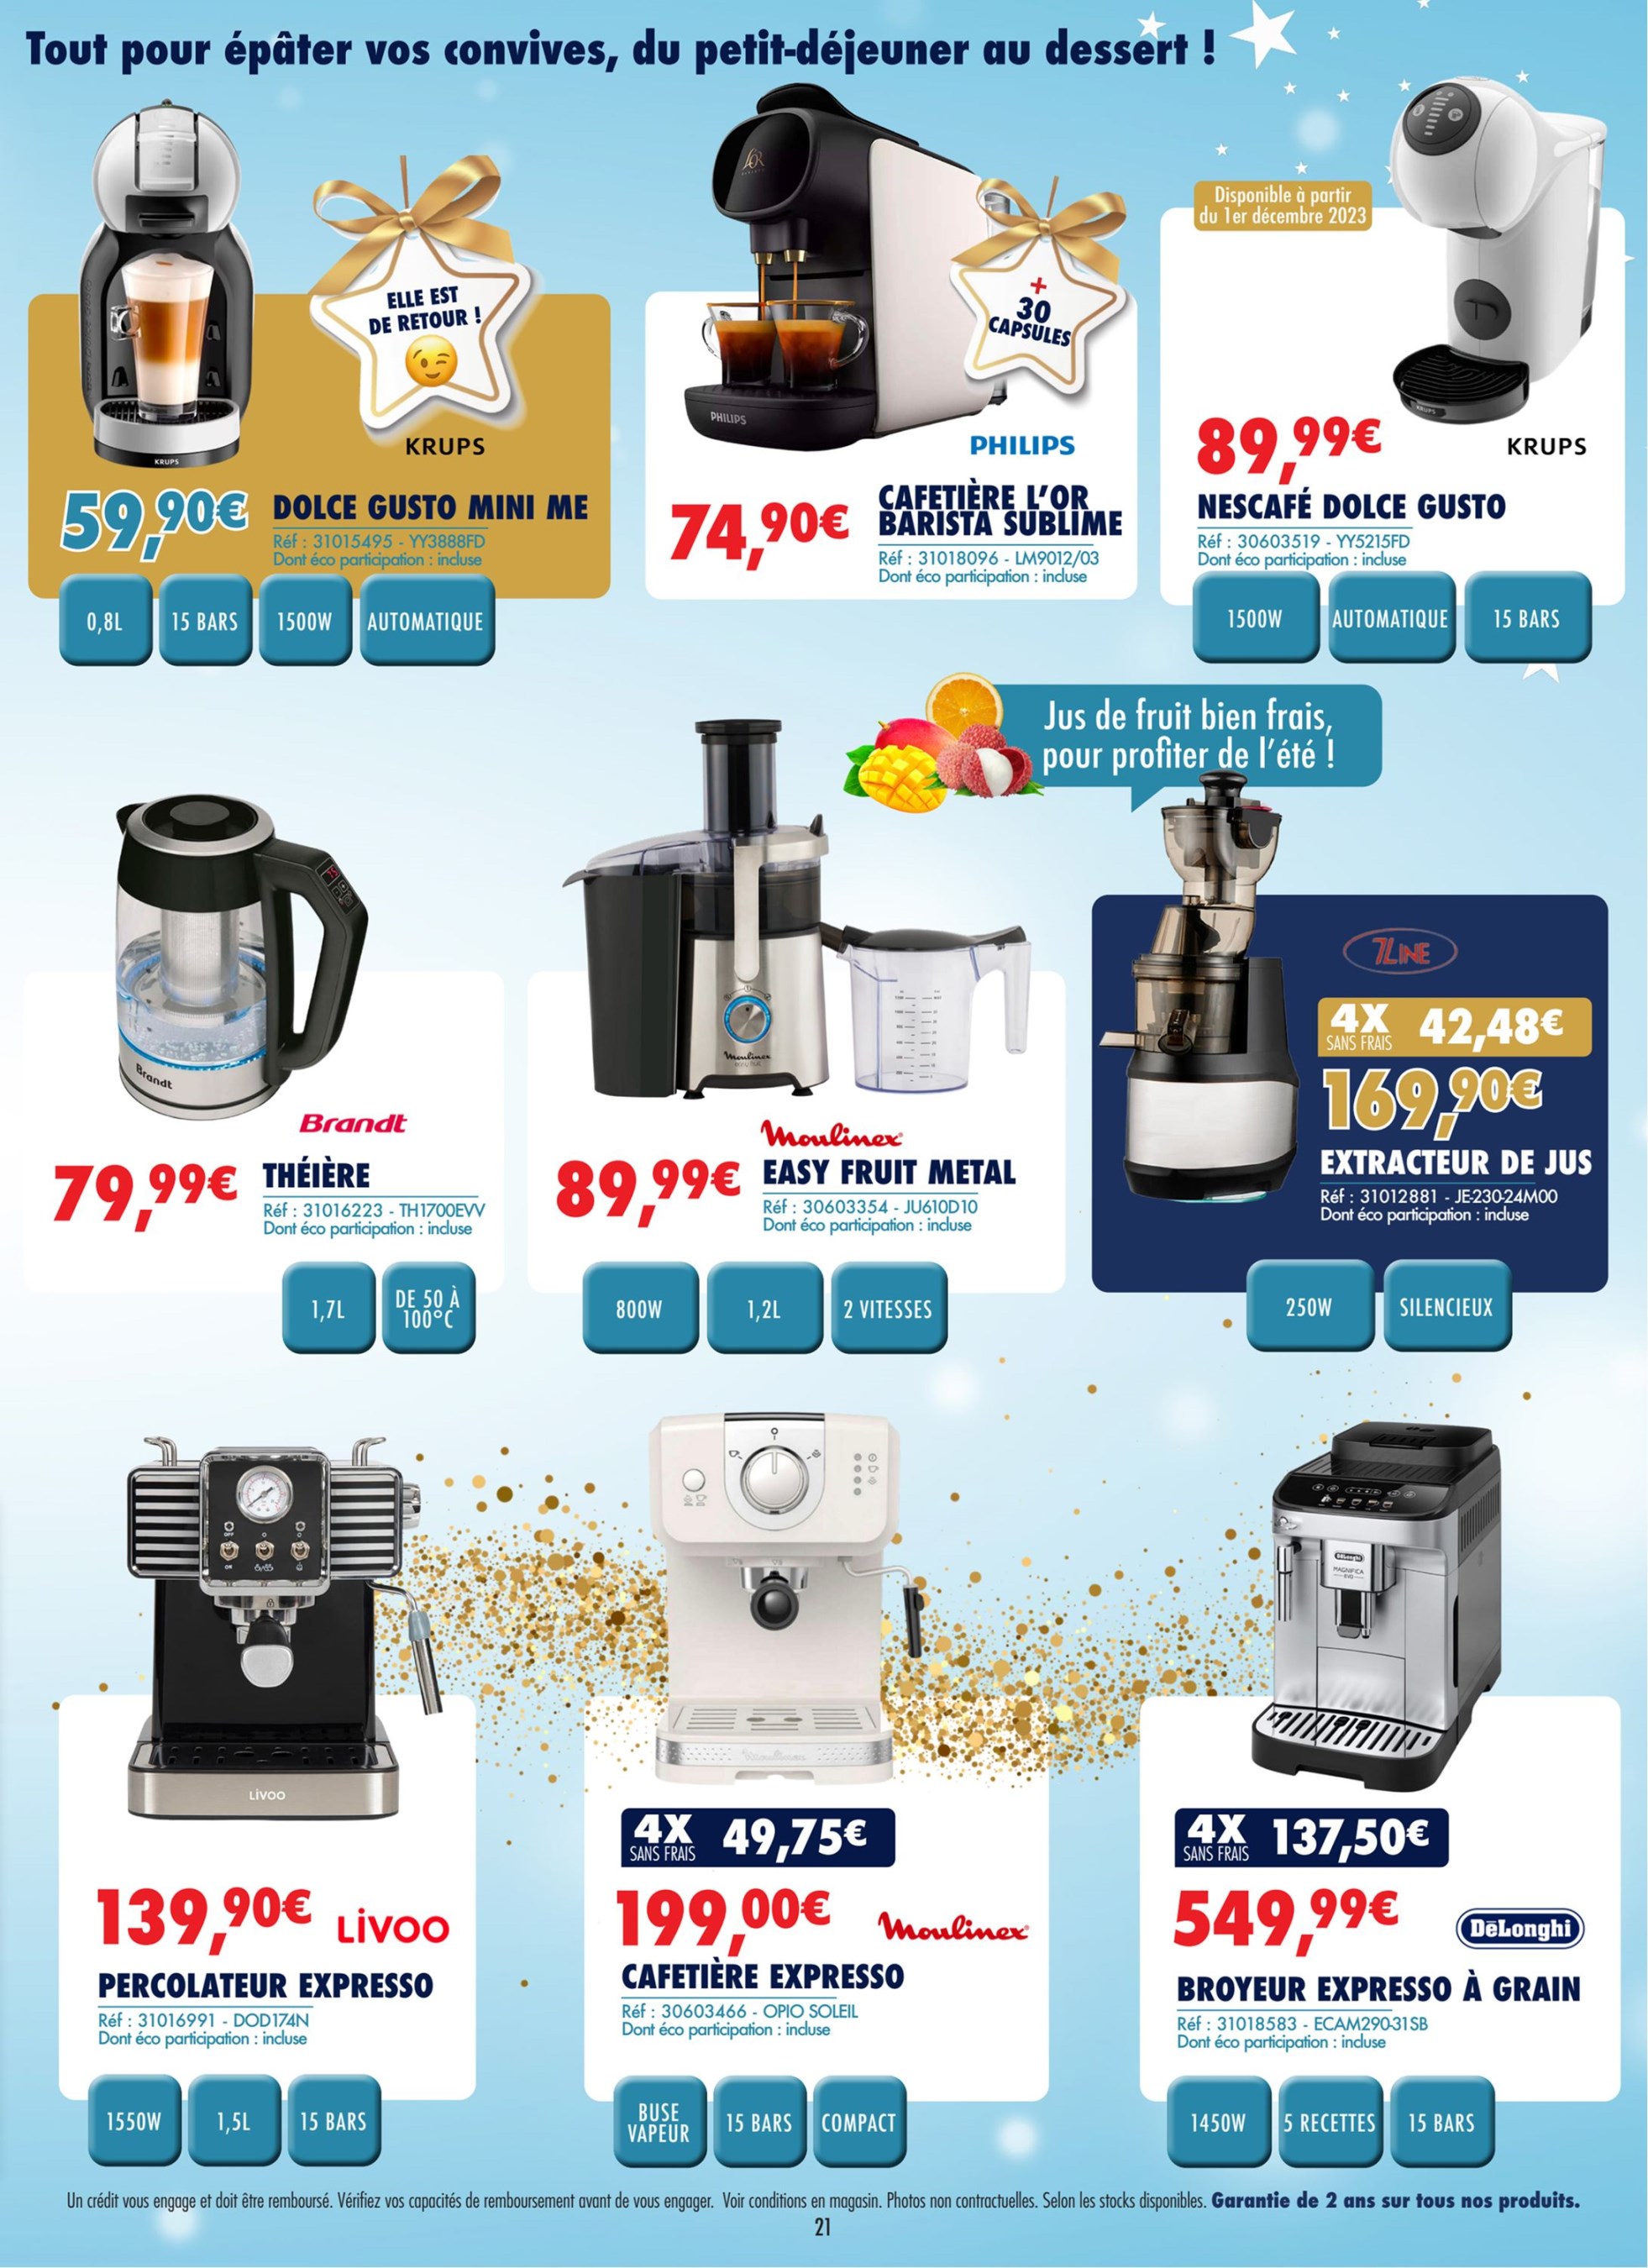 Tout pour épâter vos convives, du petit-déjeuner au dessert !
ELLE EST
DE RETOUR !
KRUPS
KRUPS
59,90€
DOLCE GUSTO MINI ME
Réf : 31015495 - YY3888FD
Dont éco participation : incluse
0,8L
15 BARS
1500W
AUTOMATIQUE
L'OR
+
30
CAPSULES
PHILIPS
PHILIPS
74,90€
CAFETIÈRE L'OR
BARISTA SUBLIME
Réf : 31018096 - LM9012/03
Dont éco participation : incluse
Disponible à partir
du 1er décembre 2023
KRUPS
89,99€
KRUPS
NESCAFÉ DOLCE GUSTO
Réf : 30603519 - YY5215FD
Dont éco participation : incluse
1500W
AUTOMATIQUE
15 BARS
Jus de fruit bien frais,
pour profiter de l'été !
Brandt
Brandt
79,99€
THÉIÈRE
Réf : 31016223 - TH1700EVV
Dont éco participation : incluse
1,7L
DE 50 À
100°C
Moulinex
Moulinex
89,99€
EASY FRUIT METAL
Réf : 30603354 - JU610D10
Dont éco participation : incluse
800W
1,2L
2 VITESSES
7LINE
4X
SANS FRAIS
42,48€
169,90€
EXTRACTEUR DE JUS
Réf : 31012881 - JE-230-24M00
Dont éco participation : incluse
250W
SILENCIEUX
LIVOO
139,90€
LIVOO
PERCOLATEUR EXPRESSO
Réf : 31016991 - DOD174N
Dont éco participation : incluse
1550W
1,5L
15 BARS
Moulinex
4X
SANS FRAIS
49,75€
199,00€
Moulinex
CAFETIÈRE EXPRESSO
Réf : 30603466 - OPIO SOLEIL
Dont éco participation : incluse
BUSE
VAPEUR
15 BARS
COMPACT
DeLonghi
MAGNIFICA
EVO
4X
SANS FRAIS
137,50€
549,99€
DēLonghi
BROYEUR EXPRESSO À GRAIN
Réf : 31018583 - ECAM290-31SB
Dont éco participation : incluse
1450W
5 RECETTES
15 BARS
Un crédit vous engage et doit être remboursé. Vérifiez vos capacités de remboursement avant de vous engager. Voir conditions en magasin. Photos non contractuelles. Selon les stocks disponibles. Garantie de 2 ans sur tous nos produits.
21